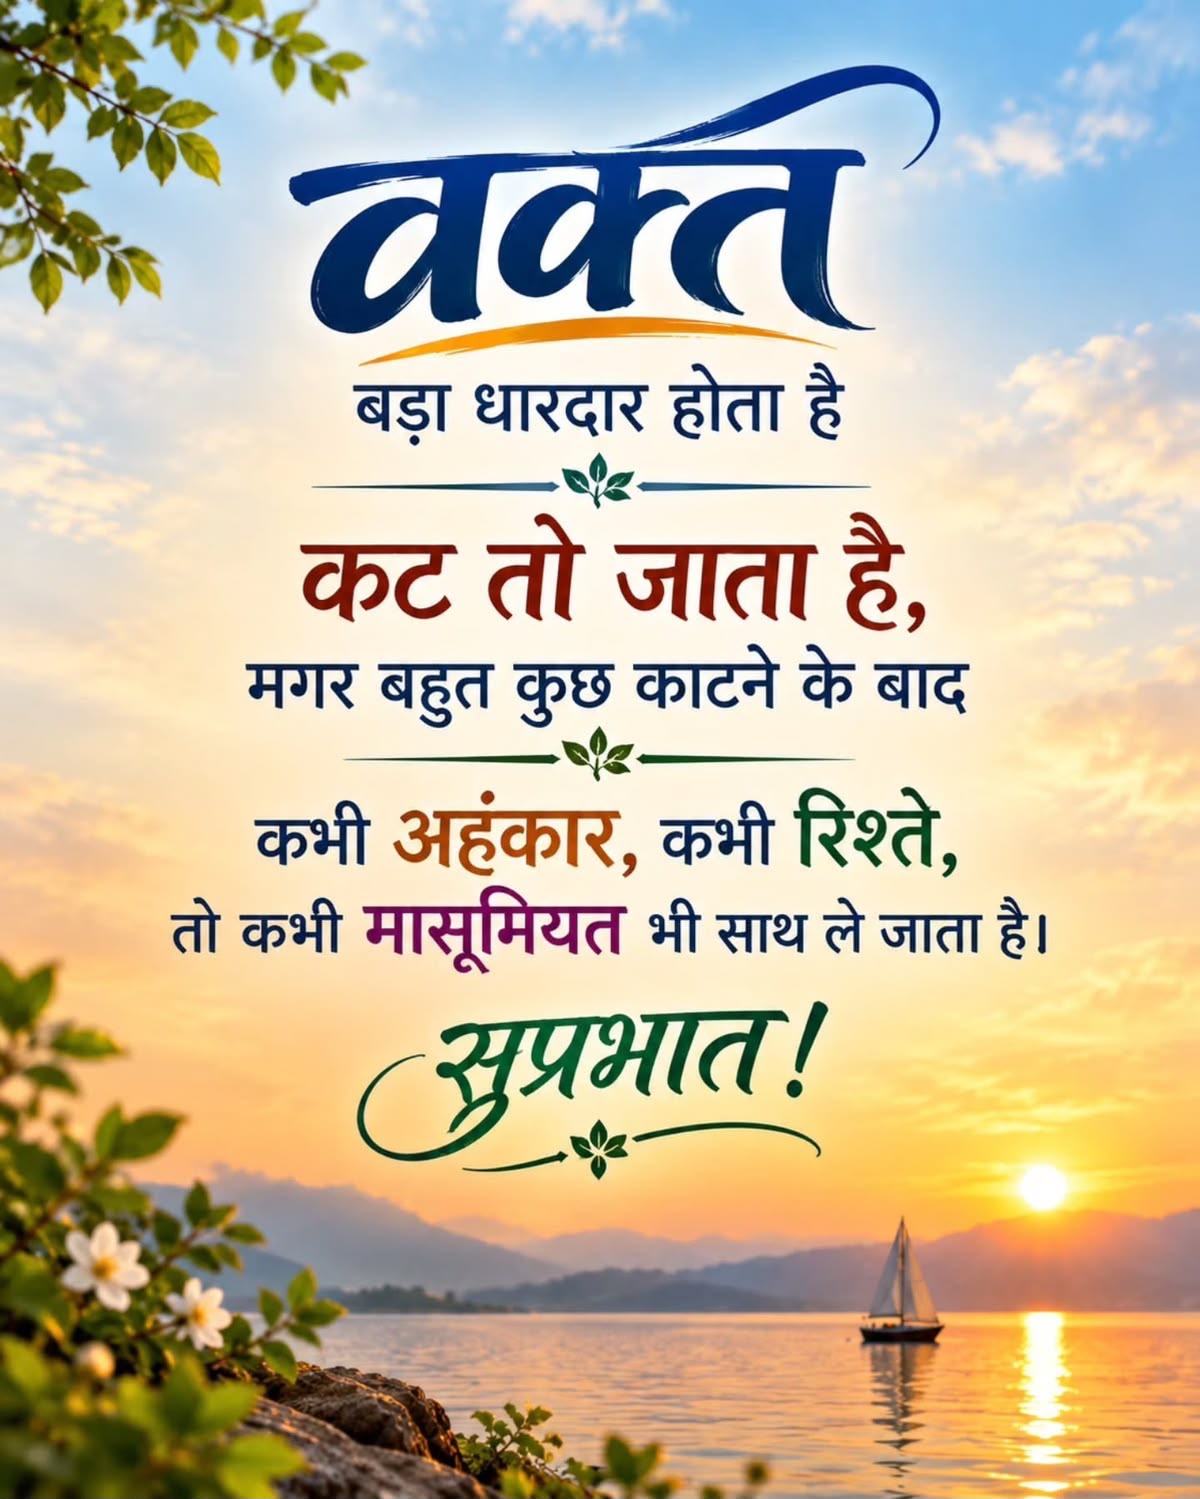 वक्त
बड़ा धारदार होता है
कट तो जाता है,
मगर बहुत कुछ काटने के बाद
कभी अहंकार, कभी रिश्ते,
तो कभी मासूमियत भी साथ ले जाता है।
सुप्रभात!